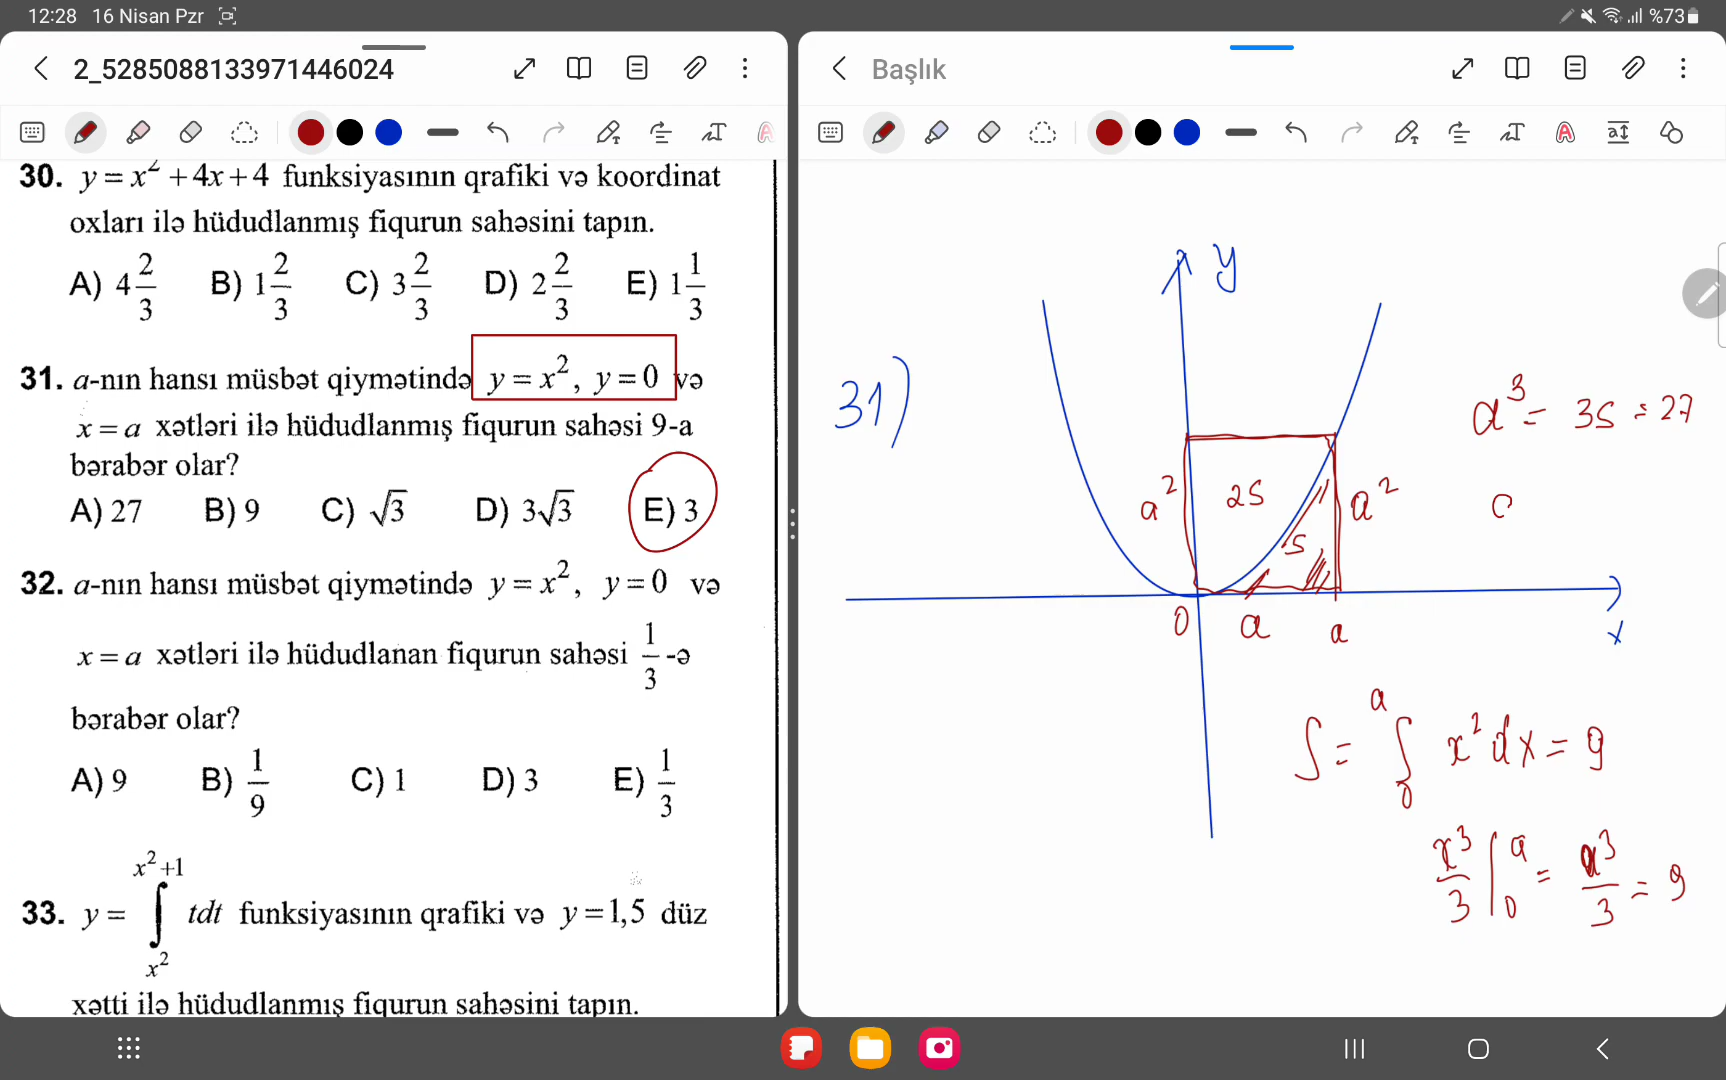 12:28 16 Nisan Pzr %73
2_5285088133971446024
30. y = x² + 4x + 4 funksiyasının qrafiki və koordinat
oxları ilə hüdudlanmış fiqurun sahəsini tapın.
A) 4 2/3 B) 1 2/3 C) 3 2/3 D) 2 2/3 E) 1 1/3
31. a-nın hansı müsbət qiymətində y = x², y = 0 və
x = a xətləri ilə hüdudlanmış fiqurun sahəsi 9-a
bərabər olar?
A) 27 B) 9 C) √3 D) 3√3 E) 3
32. a-nın hansı müsbət qiymətində y = x², y = 0 və
x = a xətləri ilə hüdudlanan fiqurun sahəsi 1/3 -ə
bərabər olar?
A) 9 B) 1/9 C) 1 D) 3 E) 1/3
33. y = ∫_{x²}^{x²+1} tdt funksiyasının qrafiki və y = 1,5 düz
xətti ilə hüdudlanmış fiqurun sahəsini tapın.
Başlık
31)
y
a³ = 3S = 27
a² 2S a²
S
0 a a
x
S = ∫_0^a x² dx = 9
x³/3 |_0^a = a³/3 = 9